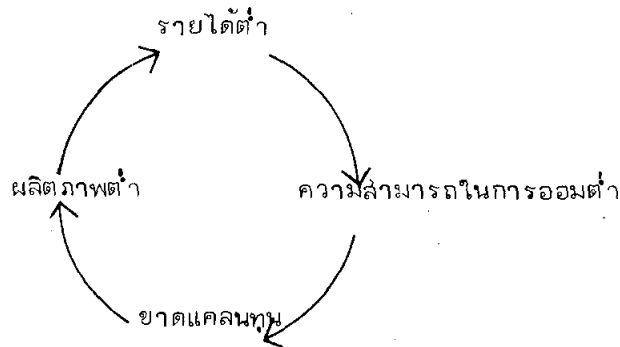 รายได้ต่ำ
ผลิตภาพต่ำ
ความสามารถในการออมต่ำ
ขาดแคลนทุน